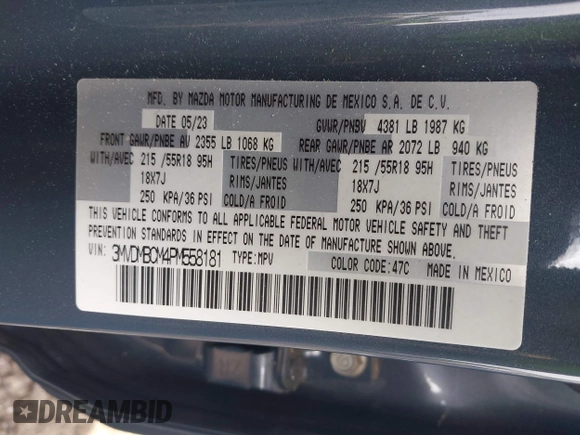 MFD. BY MAZDA MOTOR MANUFACTURING DE MEXICO S.A. DE C.V.
DATE 05/23 GVWR/PNBV 4381 LB 1987 KG
FRONT GAWR/PNBE AV 2355 LB 1068 KG REAR GAWR/PNBE AR 2072 LB 940 KG
WITH/AVEC 215 /55R18 95H TIRES/PNEUS WITH/AVEC 215 /55R18 95H TIRES/PNEUS
18X7J RIMS/JANTES 18X7J RIMS/JANTES
250 KPA/36 PSI COLD/A FROID 250 KPA/36 PSI COLD/A FROID
THIS VEHICLE CONFORMS TO ALL APPLICABLE FEDERAL MOTOR VEHICLE SAFETY AND THEFT
PREVENTION STANDARDS IN EFFECT ON THE DATE OF MANUFACTURE SHOWN ABOVE.
VIN: 3MVDMBCM4PM558181 TYPE:MPV COLOR CODE:47C MADE IN MEXICO
DREAMBID